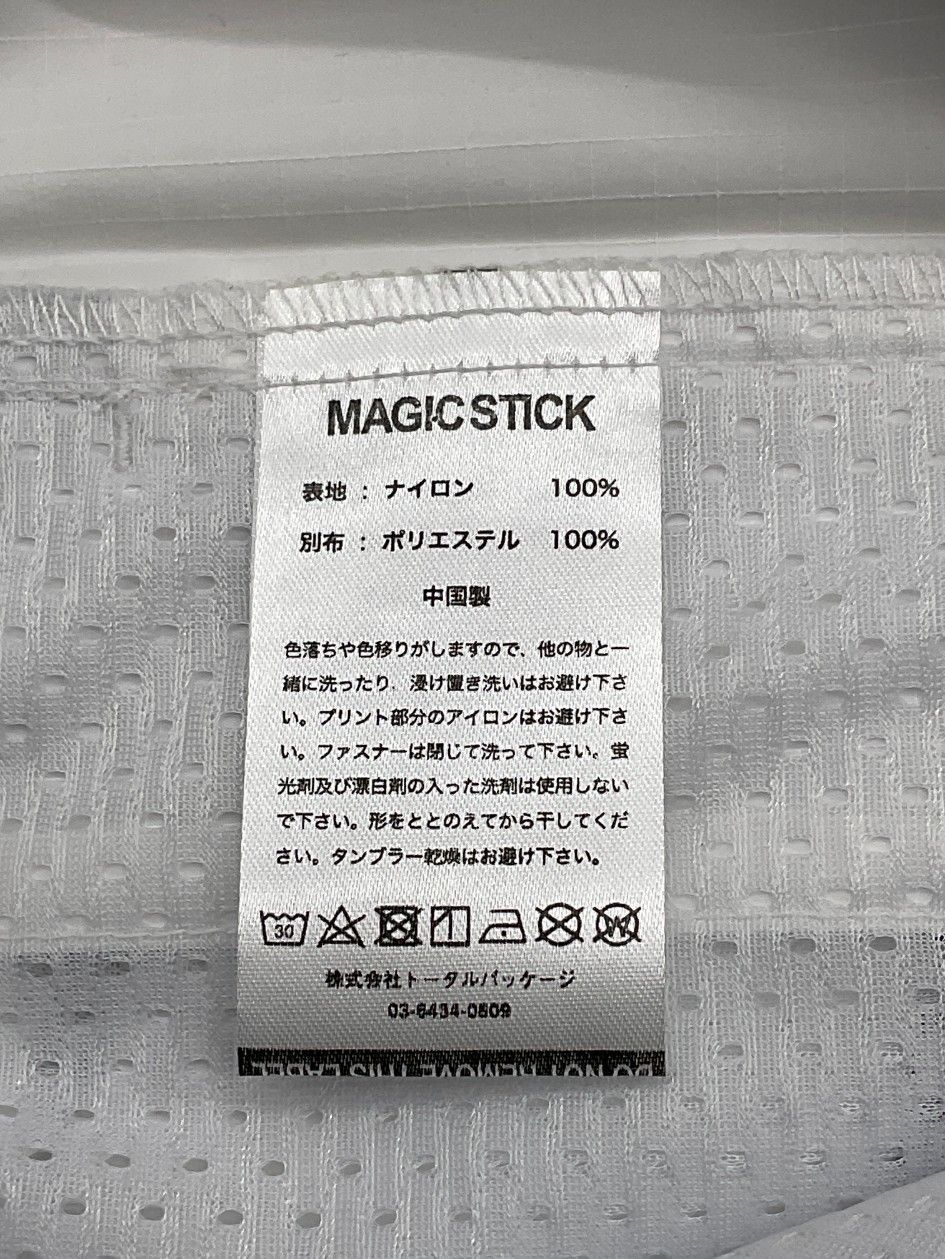 MAGIC STICK
表地 : ナイロン 100%
別布 : ポリエステル 100%
中国製
色落ちや色移りがしますので、他の物と一
緒に洗ったり、浸け置き洗いはお避け下さ
い。プリント部分のアイロンはお避け下さ
い。ファスナーは閉じて洗って下さい。蛍
光剤及び漂白剤の入った洗剤は使用しない
で下さい。形をととのえてから干してくだ
さい。タンブラー乾燥はお避け下さい。
30 W
株式会社トータルパッケージ
03-6434-0809
DO NOT REMOVE THIS